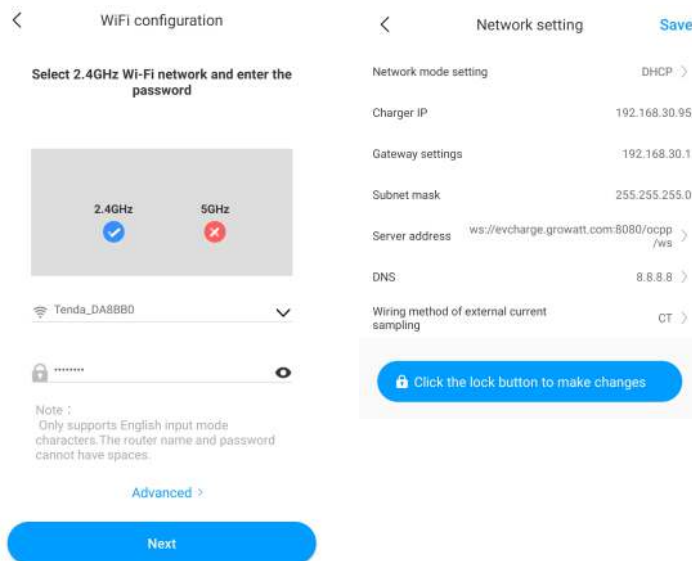 WiFi configuration
Select 2.4GHz Wi-Fi network and enter the
password
2.4GHz
5GHz
Tenda_DA8BB0
••••••••
Note：
Only supports English input mode
characters.The router name and password
cannot have spaces.
Advanced >
Next
Network setting
Save
Network mode setting
DHCP >
Charger IP
192.168.30.95
Gateway settings
192.168.30.1
Subnet mask
255.255.255.0
Server address
ws://evcharge.growatt.com:8080/ocpp
/ws >
DNS
8.8.8.8 >
Wiring method of external current
sampling
CT >
Click the lock button to make changes